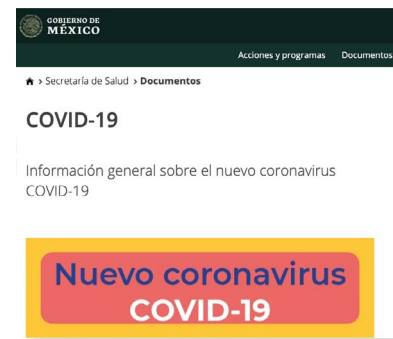 GOBIERNO DE
MÉXICO
Acciones y programas Documentos
> Secretaría de Salud > Documentos
COVID-19
Información general sobre el nuevo coronavirus
COVID-19
Nuevo coronavirus
COVID-19